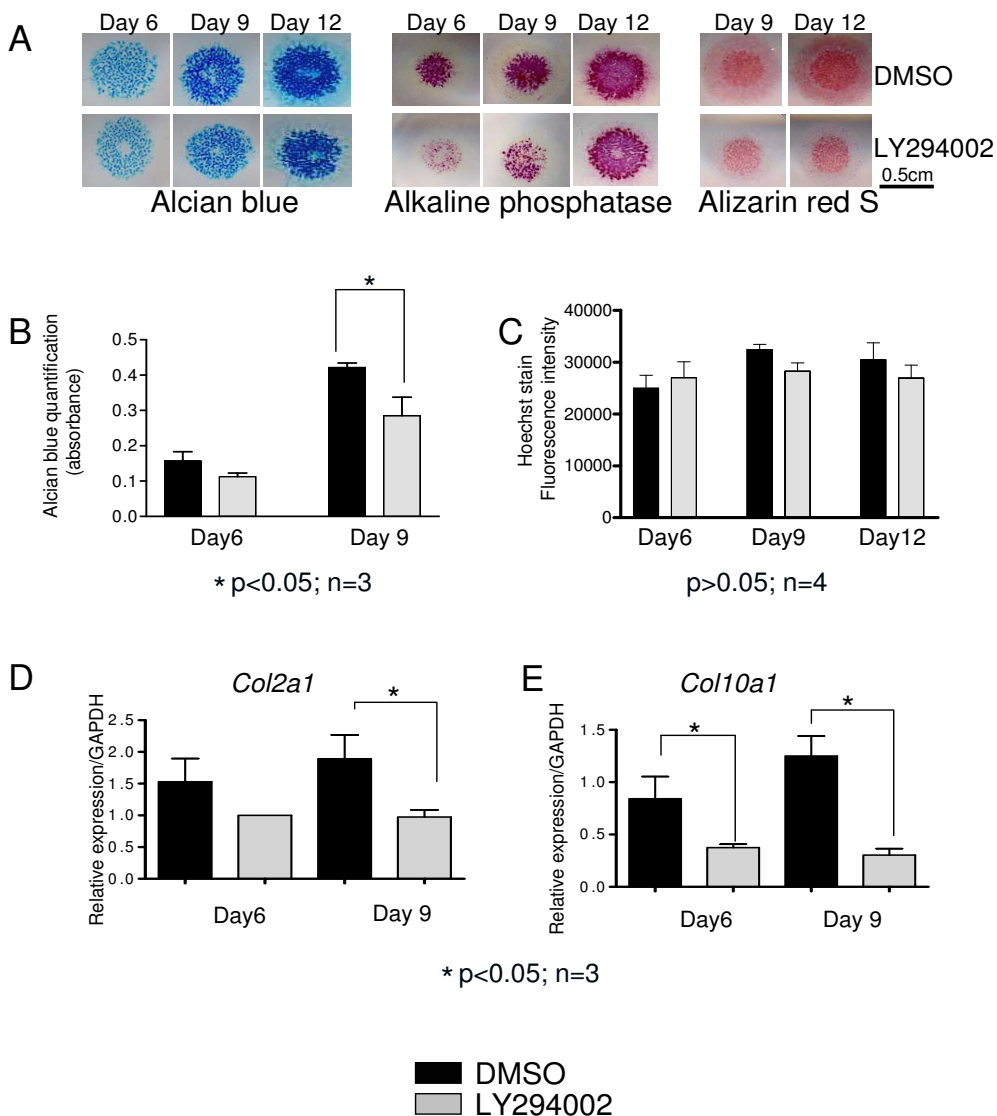 A
Day 6 Day 9 Day 12 Day 6 Day 9 Day 12 Day 9 Day 12
DMSO
LY294002
0.5cm
Alcian blue Alkaline phosphatase Alizarin red S
B
Alcian blue quantification
(absorbance)
0.5
0.4
0.3
0.2
0.1
0.0
*
Day6 Day 9
* p<0.05; n=3
C
Hoechst stain
Fluorescence intensity
40000
30000
20000
10000
0
Day6 Day9 Day12
p>0.05; n=4
D
Col2a1
Relative expression/GAPDH
2.5
2.0
1.5
1.0
0.5
0.0
*
Day6 Day 9
E
Col10a1
Relative expression/GAPDH
1.5
1.0
0.5
0.0
*
*
Day6 Day 9
* p<0.05; n=3
DMSO
LY294002